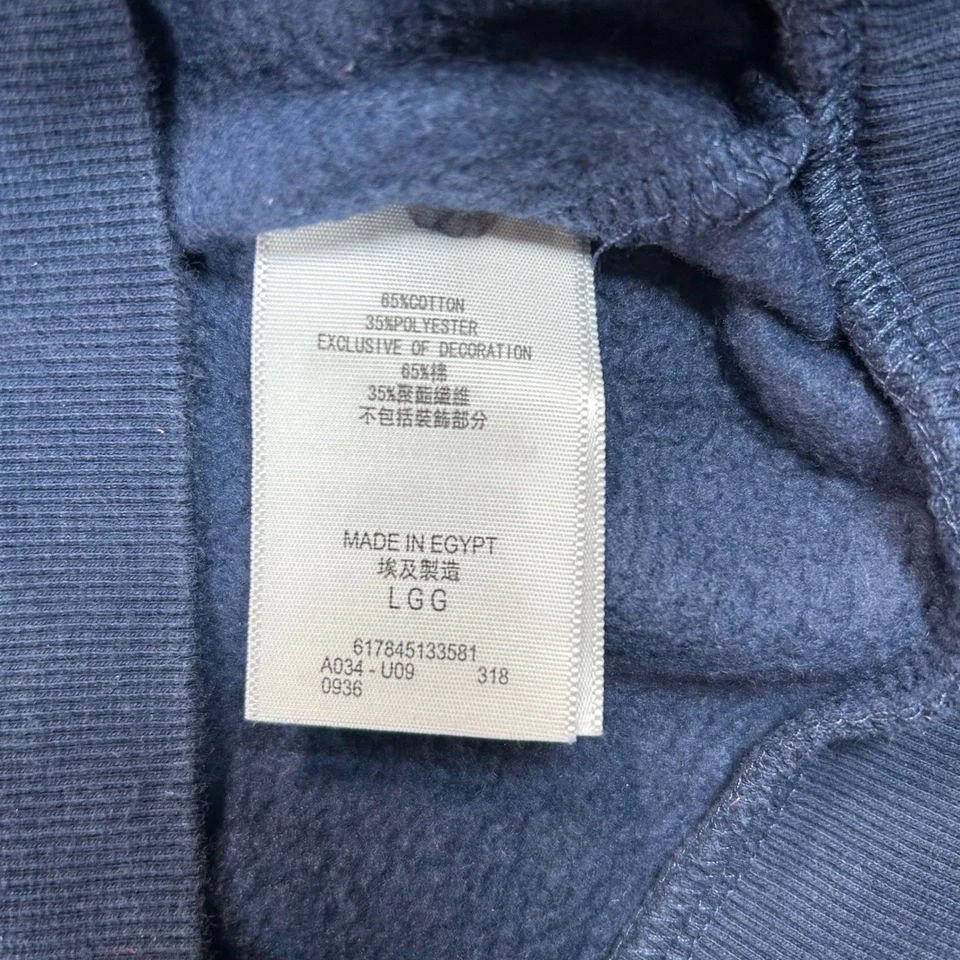 65%COTTON
35%POLYESTER
EXCLUSIVE OF DECORATION
65%棉
35%聚酯纖維
不包括裝飾部分
MADE IN EGYPT
埃及製造
LGG
617845133581
A034 - U09 318
0936